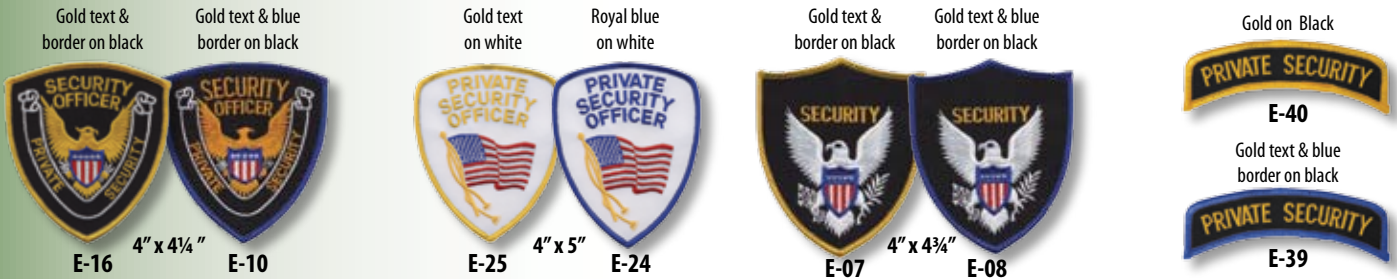 Gold text &
border on black
Gold text & blue
border on black
SECURITY
OFFICER
PRIVATE
SECURITY
SECURITY
OFFICER
PRIVATE
SECURITY
E-16
4” x 4¼ ”
E-10
Gold text
on white
Royal blue
on white
PRIVATE
SECURITY
OFFICER
PRIVATE
SECURITY
OFFICER
E-25
4” x 5”
E-24
Gold text &
border on black
Gold text & blue
border on black
SECURITY
SECURITY
E-07
4” x 4¾”
E-08
Gold on Black
PRIVATE SECURITY
E-40
Gold text & blue
border on black
PRIVATE SECURITY
E-39